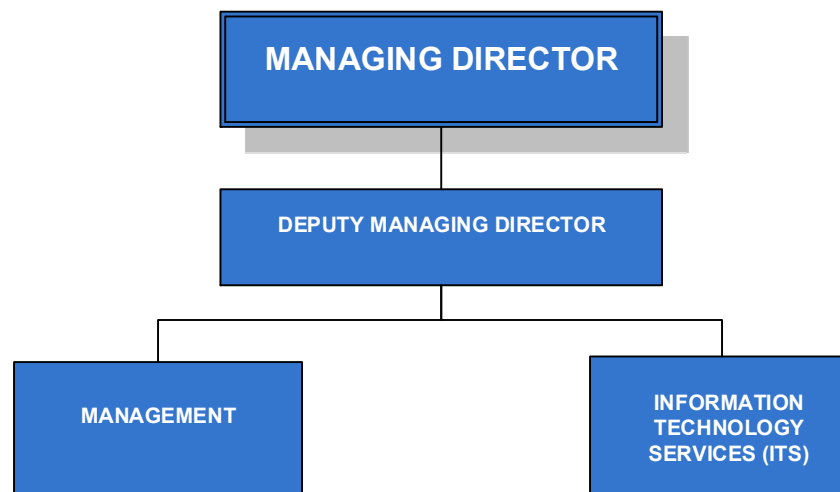 MANAGING DIRECTOR
DEPUTY MANAGING DIRECTOR
MANAGEMENT
INFORMATION
TECHNOLOGY
SERVICES (ITS)